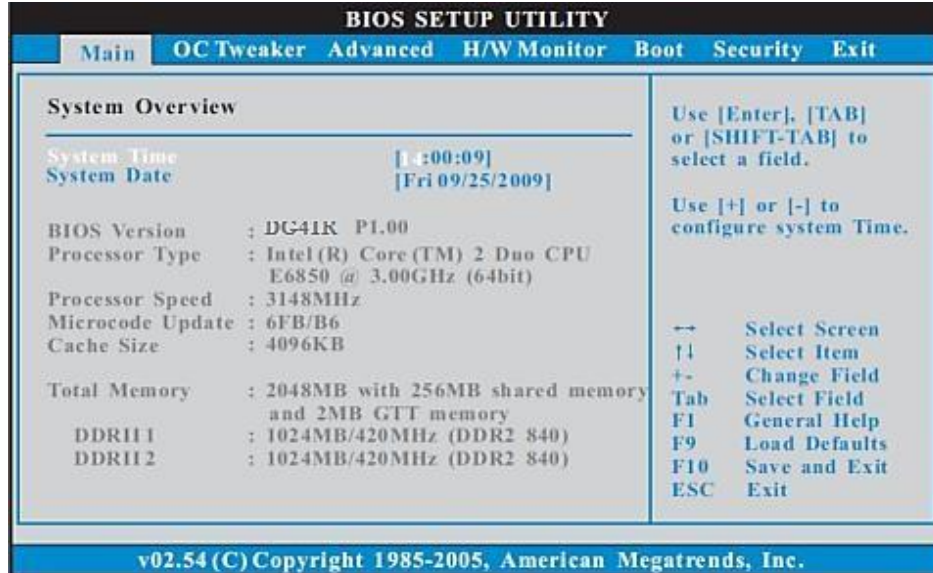 BIOS SETUP UTILITY
Main OC Tweaker Advanced H/W Monitor Boot Security Exit
System Overview
System Time [14:00:09]
System Date [Fri 09/25/2009]
BIOS Version : DG41K P1.00
Processor Type : Intel (R) Core (TM) 2 Duo CPU
E6850 @ 3.00GHz (64bit)
Processor Speed : 3148MHz
Microcode Update : 6FB/B6
Cache Size : 4096KB
Total Memory : 2048MB with 256MB shared memory
and 2MB GTT memory
DDRII 1 : 1024MB/420MHz (DDR2 840)
DDRII 2 : 1024MB/420MHz (DDR2 840)
Use [Enter], [TAB]
or [SHIFT-TAB] to
select a field.
Use [+] or [-] to
configure system Time.
↔ Select Screen
↑↓ Select Item
+- Change Field
Tab Select Field
F1 General Help
F9 Load Defaults
F10 Save and Exit
ESC Exit
v02.54 (C) Copyright 1985-2005, American Megatrends, Inc.